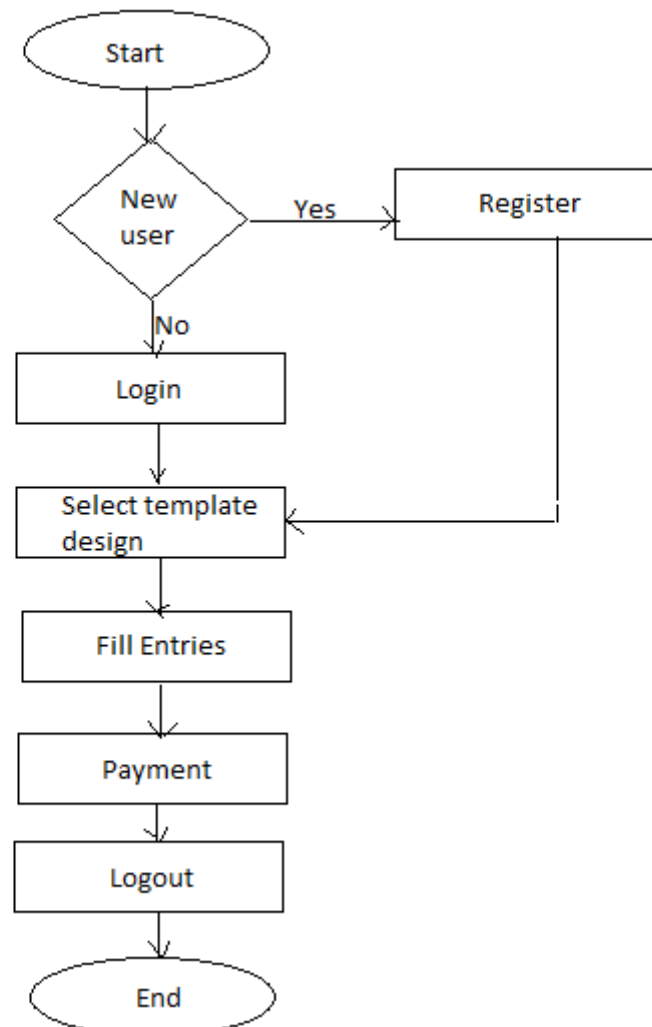 Start
New
user
Yes
Register
No
Login
Select template
design
Fill Entries
Payment
Logout
End